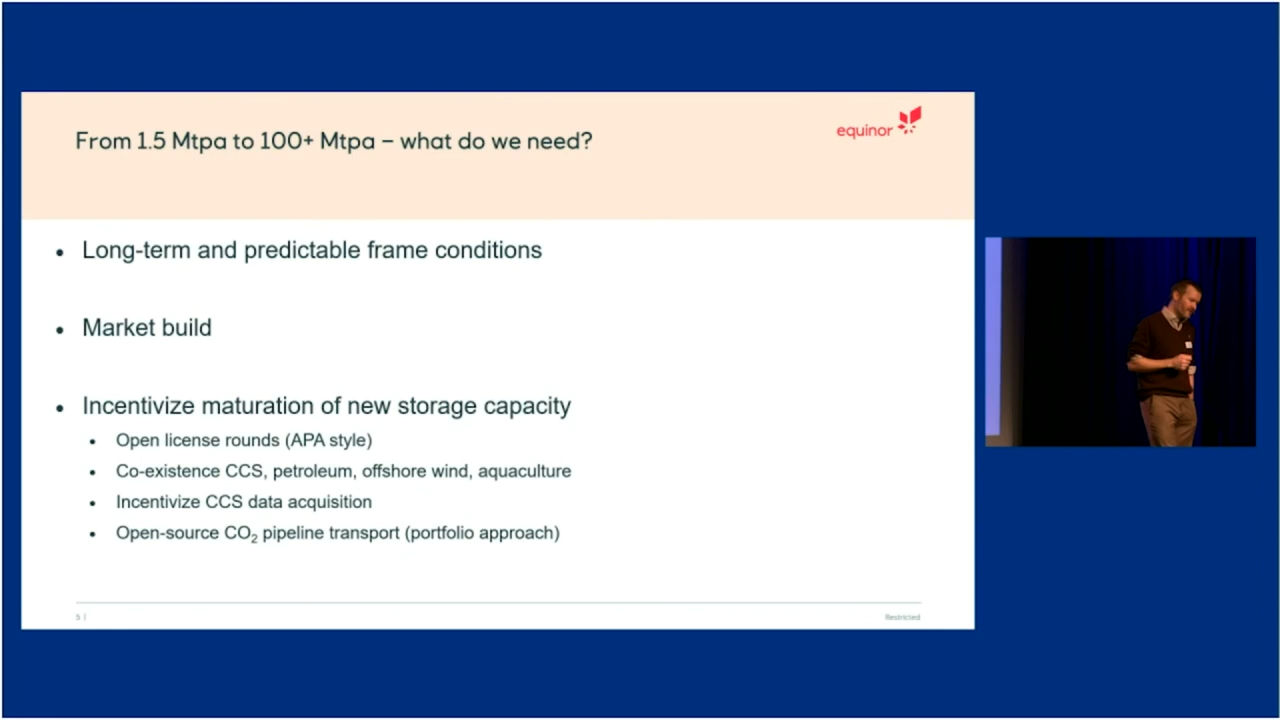 From 1.5 Mtpa to 100+ Mtpa – what do we need?
equinor
• Long-term and predictable frame conditions
• Market build
• Incentivize maturation of new storage capacity
• Open license rounds (APA style)
• Co-existence CCS, petroleum, offshore wind, aquaculture
• Incentivize CCS data acquisition
• Open-source CO₂ pipeline transport (portfolio approach)
5 |
Restricted